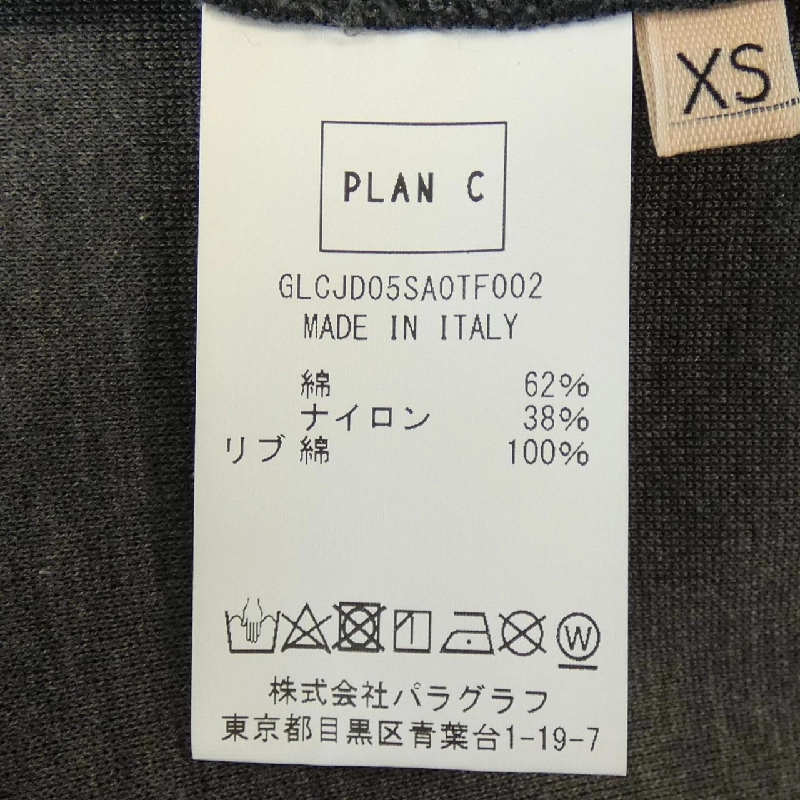 XS
PLAN C
GLCJD05SA0TF002
MADE IN ITALY
綿 62%
ナイロン 38%
リブ 綿 100%
W
株式会社パラグラフ
東京都目黒区青葉台1-19-7